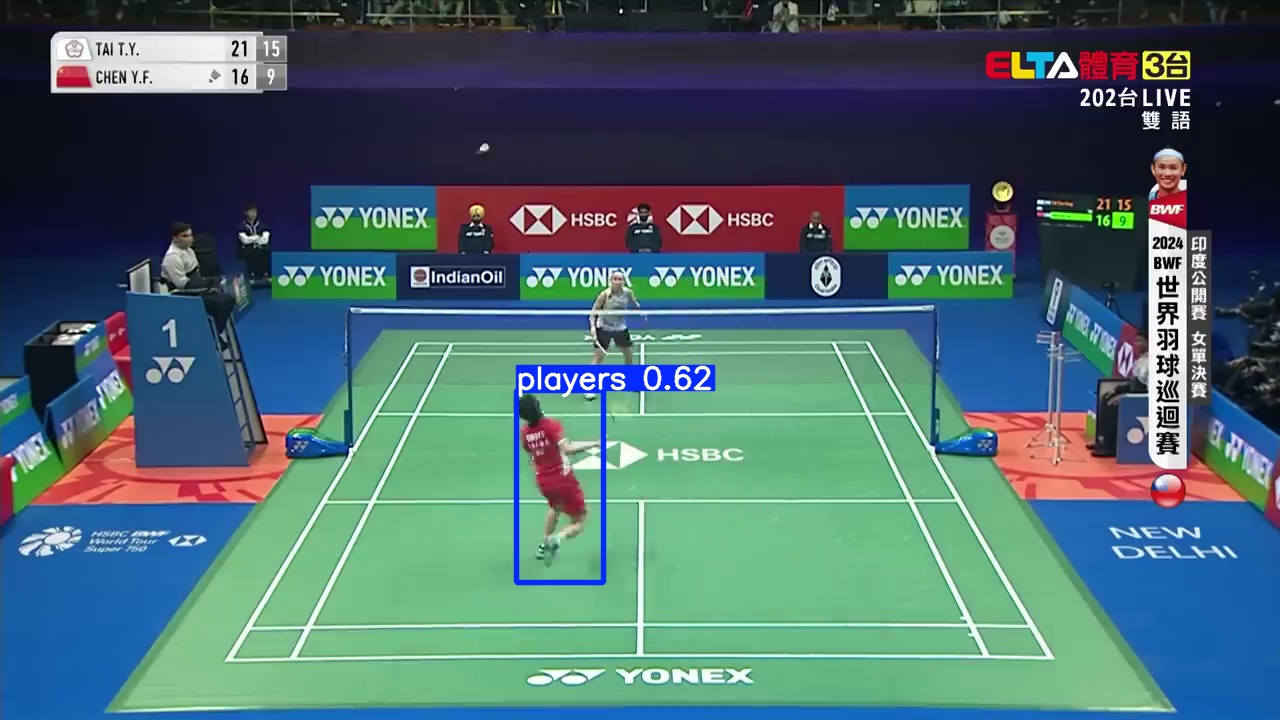 TAI T.Y. 21 15
CHEN Y.F. 16 9
ELTA體育3台
202台LIVE
雙語
BWF
2024
BWF
世界羽球巡迴賽
印度公開賽 女單決賽
21 15
16 9
YONEX
HSBC
HSBC
YONEX
YONEX
IndianOil
YONEX
YONEX
YONEX
1
players 0.62
HSBC
YONEX
YONEX
HSBC BWF
World Tour
Super 750
NEW
DELHI
YONEX